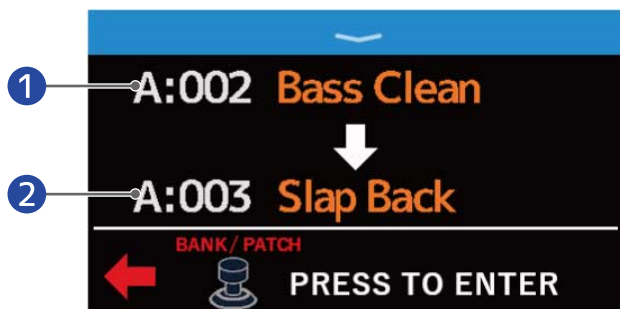 1 A:002 Bass Clean
2 A:003 Slap Back
BANK/PATCH
PRESS TO ENTER